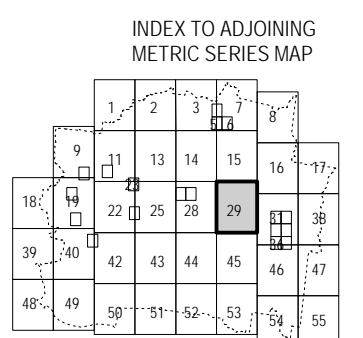 INDEX TO ADJOINING
METRIC SERIES MAP
1 2 3 7 8
5 6
9 11 13 14 15 16 17
23
18 19 22 25 28 29 31 38
39 40 42 43 44 45 46 47
48 49 50 51 52 53 54 55